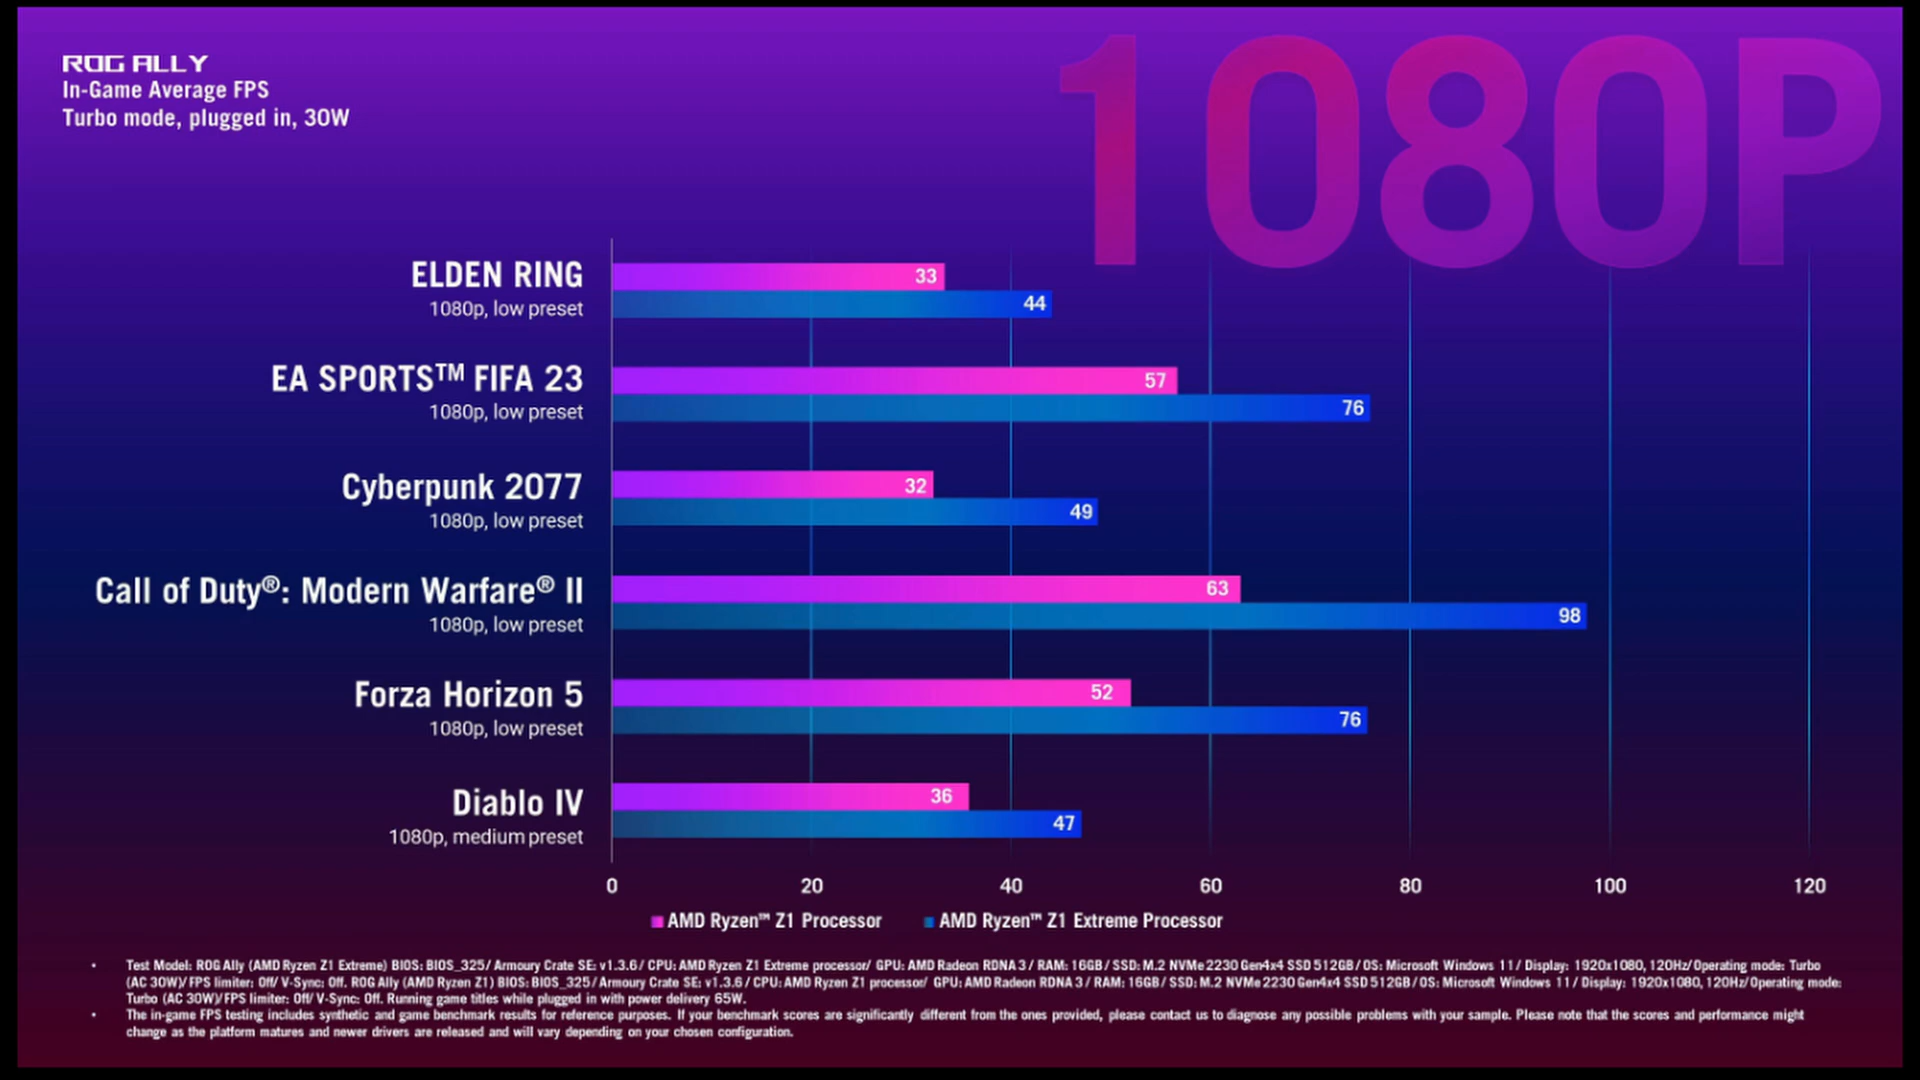 1080P
ROG ALLY
In-Game Average FPS
Turbo mode, plugged in, 30W
ELDEN RING
1080p, low preset
33
44
EA SPORTS™ FIFA 23
1080p, low preset
57
76
Cyberpunk 2077
1080p, low preset
32
49
Call of Duty®: Modern Warfare® II
1080p, low preset
63
98
Forza Horizon 5
1080p, low preset
52
76
Diablo IV
1080p, medium preset
36
47
0 20 40 60 80 100 120
AMD Ryzen™ Z1 Processor AMD Ryzen™ Z1 Extreme Processor
• Test Model: ROG Ally (AMD Ryzen Z1 Extreme) BIOS: BIOS_325/ Armoury Crate SE: v1.3.6/ CPU: AMD Ryzen Z1 Extreme processor/ GPU: AMD Radeon RDNA 3/ RAM: 16GB/ SSD: M.2 NVMe 2230 Gen4x4 SSD 512GB/ OS: Microsoft Windows 11/ Display: 1920x1080, 120Hz/ Operating mode: Turbo
(AC 30W)/ FPS limiter: Off/ V-Sync: Off. ROG Ally (AMD Ryzen Z1) BIOS: BIOS_325/ Armoury Crate SE: v1.3.6/ CPU: AMD Ryzen Z1 processor/ GPU: AMD Radeon RDNA 3/ RAM: 16GB/ SSD: M.2 NVMe 2230 Gen4x4 SSD 512GB/ OS: Microsoft Windows 11/ Display: 1920x1080, 120Hz/ Operating mode:
Turbo (AC 30W)/ FPS limiter: Off/ V-Sync: Off. Running game titles while plugged in with power delivery 65W.
• The in-game FPS testing includes synthetic and game benchmark results for reference purposes. If your benchmark scores are significantly different from the ones provided, please contact us to diagnose any possible problems with your sample. Please note that the scores and performance might
change as the platform matures and newer drivers are released and will vary depending on your chosen configuration.